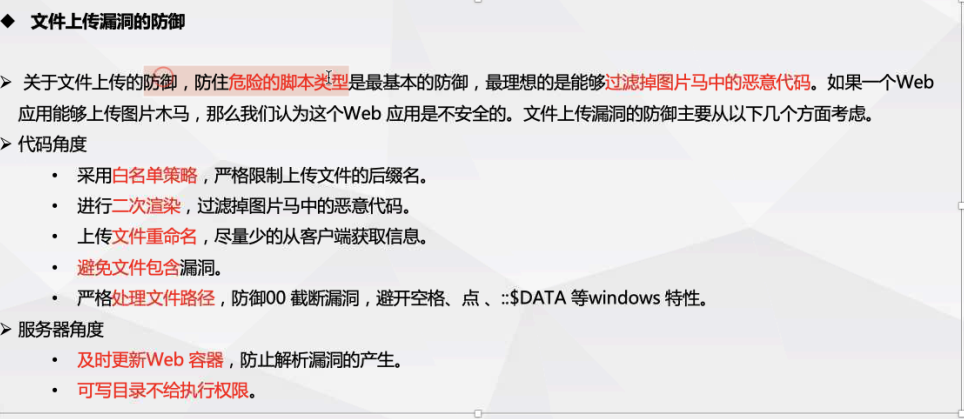 ◆ 文件上传漏洞的防御
➢ 关于文件上传的防御，防住危险的脚本类型是最基本的防御，最理想的是能够过滤掉图片马中的恶意代码。如果一个Web
应用能够上传图片木马，那么我们认为这个Web 应用是不安全的。文件上传漏洞的防御主要从以下几个方面考虑。
➢ 代码角度
• 采用白名单策略，严格限制上传文件的后缀名。
• 进行二次渲染，过滤掉图片马中的恶意代码。
• 上传文件重命名，尽量少的从客户端获取信息。
• 避免文件包含漏洞。
• 严格处理文件路径，防御00 截断漏洞，避开空格、点 、::$DATA 等windows 特性。
➢ 服务器角度
• 及时更新Web 容器，防止解析漏洞的产生。
• 可写目录不给执行权限。